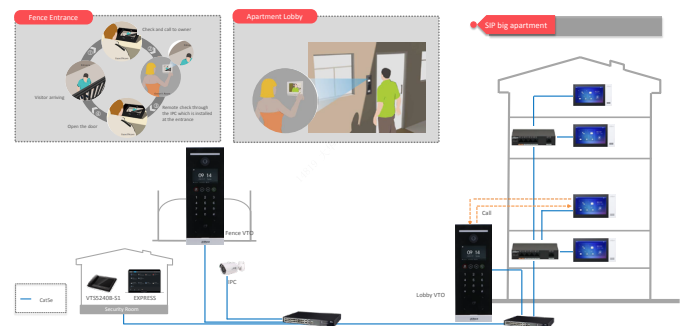 Fence Entrance
Check and call to owner
Visitor arriving
Remote check through
the IPC which is installed
at the entrance
Open the door
Apartment Lobby
SIP big apartment
09 14
Fence VTO
IPC
VTS5240B-S1 EXPRESS
Security Room
Cat5e
Call
09 14
Lobby VTO